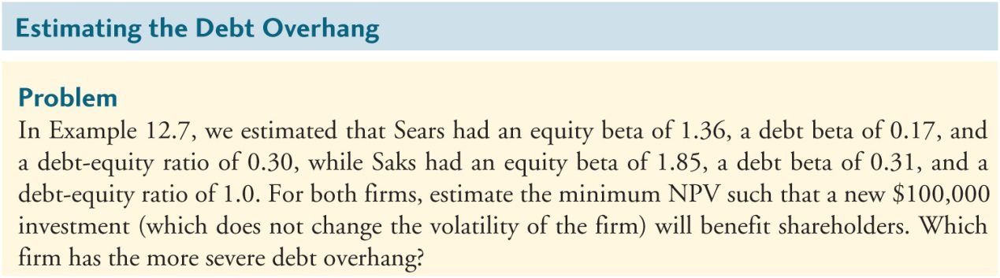 Estimating the Debt Overhang
Problem
In Example 12.7, we estimated that Sears had an equity beta of 1.36, a debt beta of 0.17, and
a debt-equity ratio of 0.30, while Saks had an equity beta of 1.85, a debt beta of 0.31, and a
debt-equity ratio of 1.0. For both firms, estimate the minimum NPV such that a new $100,000
investment (which does not change the volatility of the firm) will benefit shareholders. Which
firm has the more severe debt overhang?